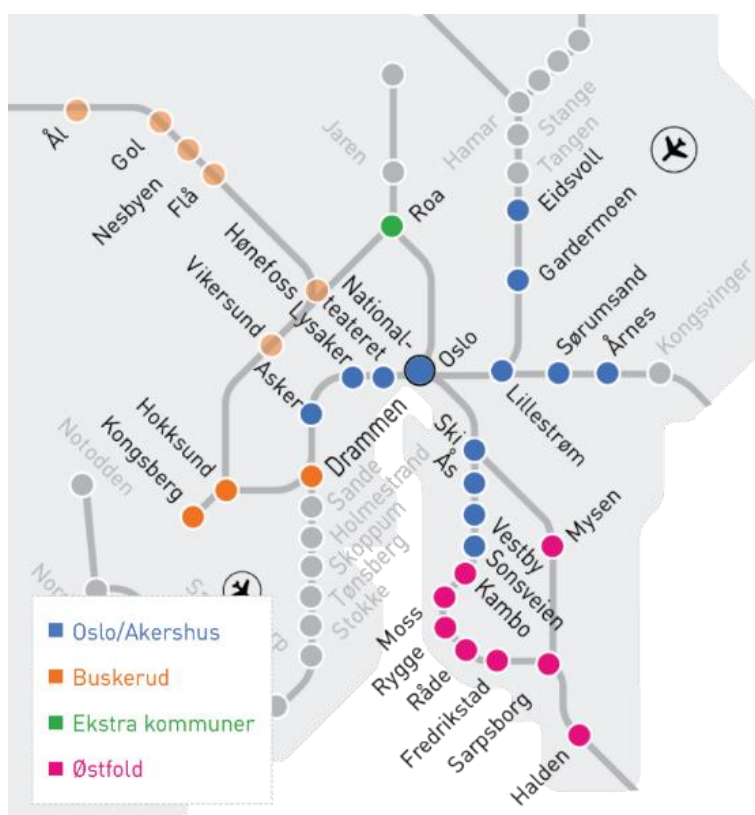 Ål
Gol
Nesbyen
Flå
Jaren
Roa
Hamar
Stange
Tangen
Eidsvoll
Gardermoen
Hønefoss
Vikersund
National-
teateret
Lysaker
Asker
Oslo
Sørumsand
Årnes
Kongsvinger
Lillestrøm
Hokksund
Kongsberg
Drammen
Notodden
Sande
Holmestrand
Skoppum
Tønsberg
Stokke
Ski
Ås
Vestby
Sonsveien
Kambo
Mysen
Moss
Rygge
Råde
Fredrikstad
Sarpsborg
Halden
Oslo/Akershus
Buskerud
Ekstra kommuner
Østfold